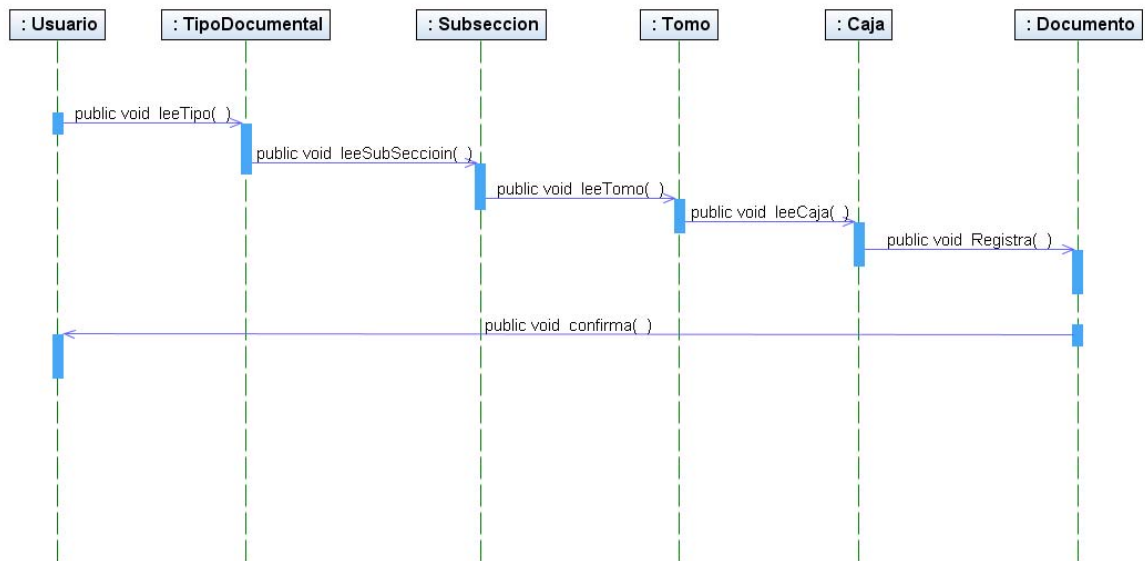 : Usuario
: TipoDocumental
: Subseccion
: Tomo
: Caja
: Documento
public void leeTipo( )
public void leeSubSeccioin( )
public void leeTomo( )
public void leeCaja( )
public void Registra( )
public void confirma( )